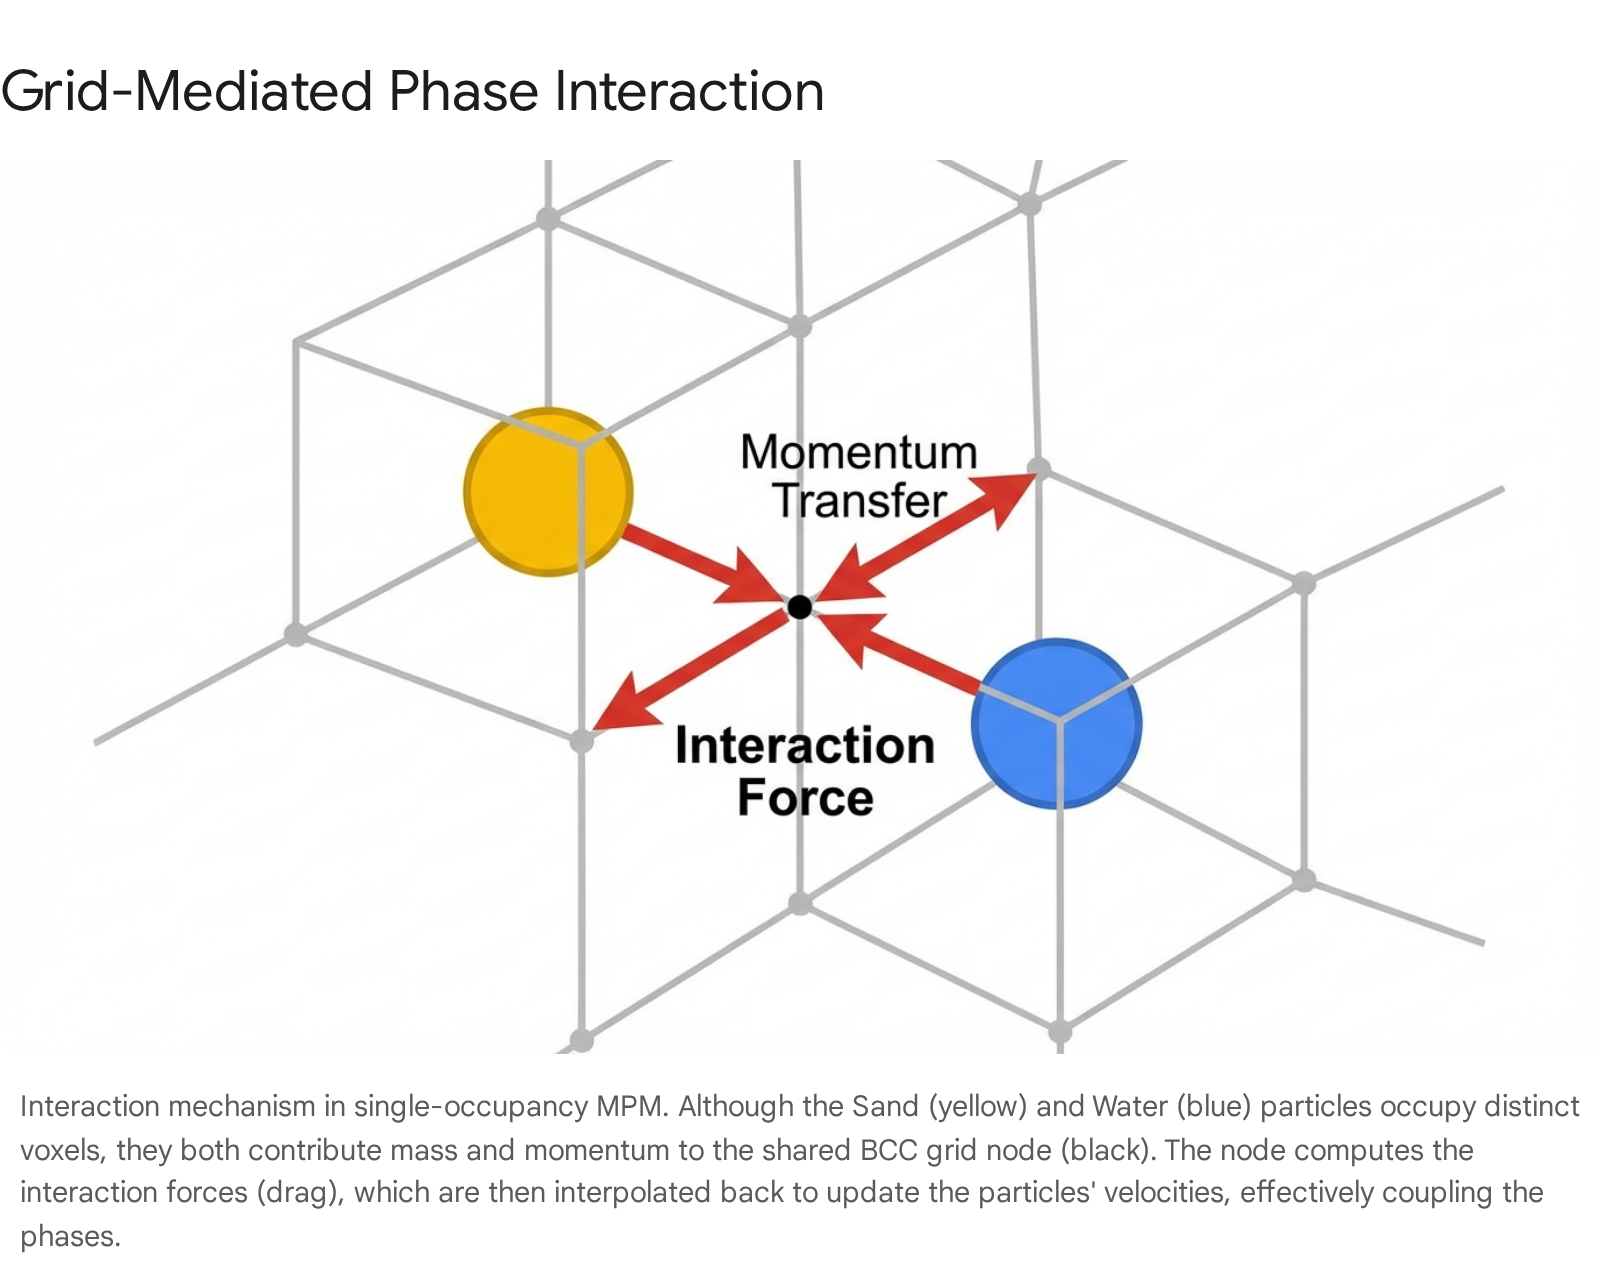 Grid-Mediated Phase Interaction
Momentum
Transfer
Interaction
Force
Interaction mechanism in single-occupancy MPM. Although the Sand (yellow) and Water (blue) particles occupy distinct
voxels, they both contribute mass and momentum to the shared BCC grid node (black). The node computes the
interaction forces (drag), which are then interpolated back to update the particles' velocities, effectively coupling the
phases.